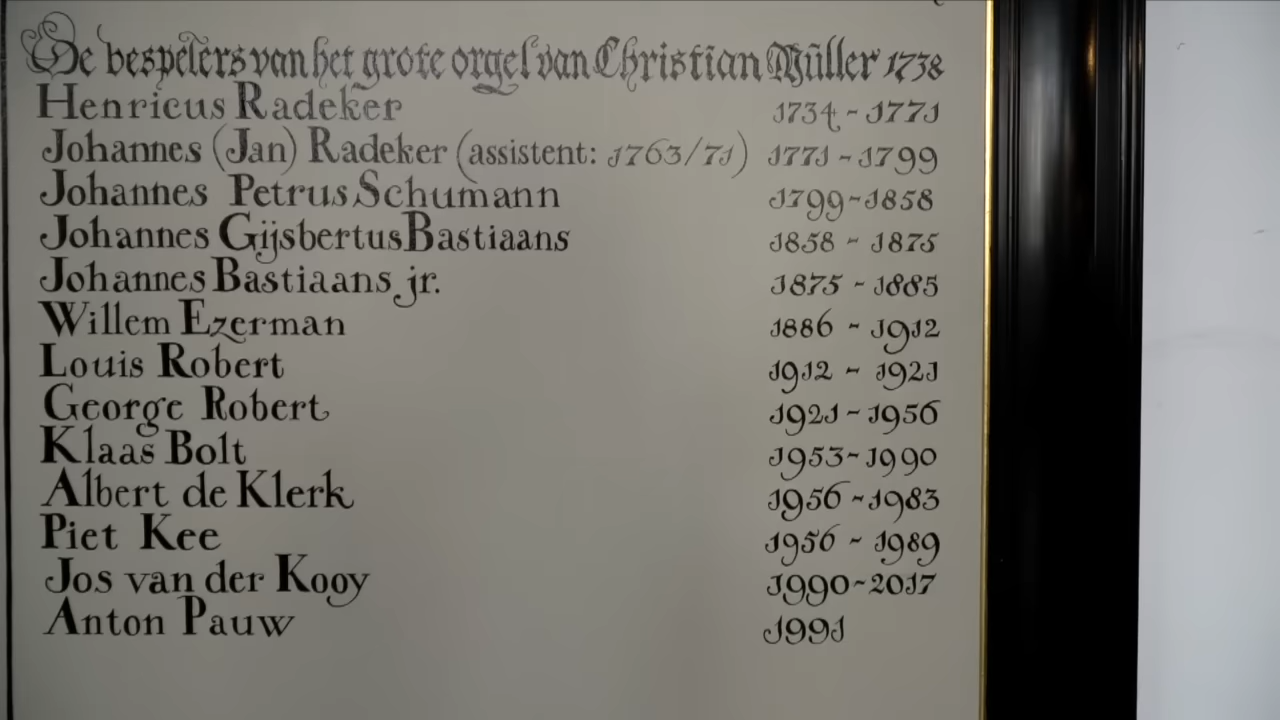 De bespelers van het grote orgel van Christian Müller 1738
Henricus Radeker 1734 - 1771
Johannes (Jan) Radeker (assistent: 1763/71) 1771 - 1799
Johannes Petrus Schumann 1799 - 1858
Johannes Gijsbertus Bastiaans 1858 - 1875
Johannes Bastiaans jr. 1875 - 1885
Willem Ezerman 1886 - 1912
Louis Robert 1912 - 1921
George Robert 1921 - 1956
Klaas Bolt 1953 - 1990
Albert de Klerk 1956 - 1983
Piet Kee 1956 - 1989
Jos van der Kooy 1990 - 2017
Anton Pauw 1991